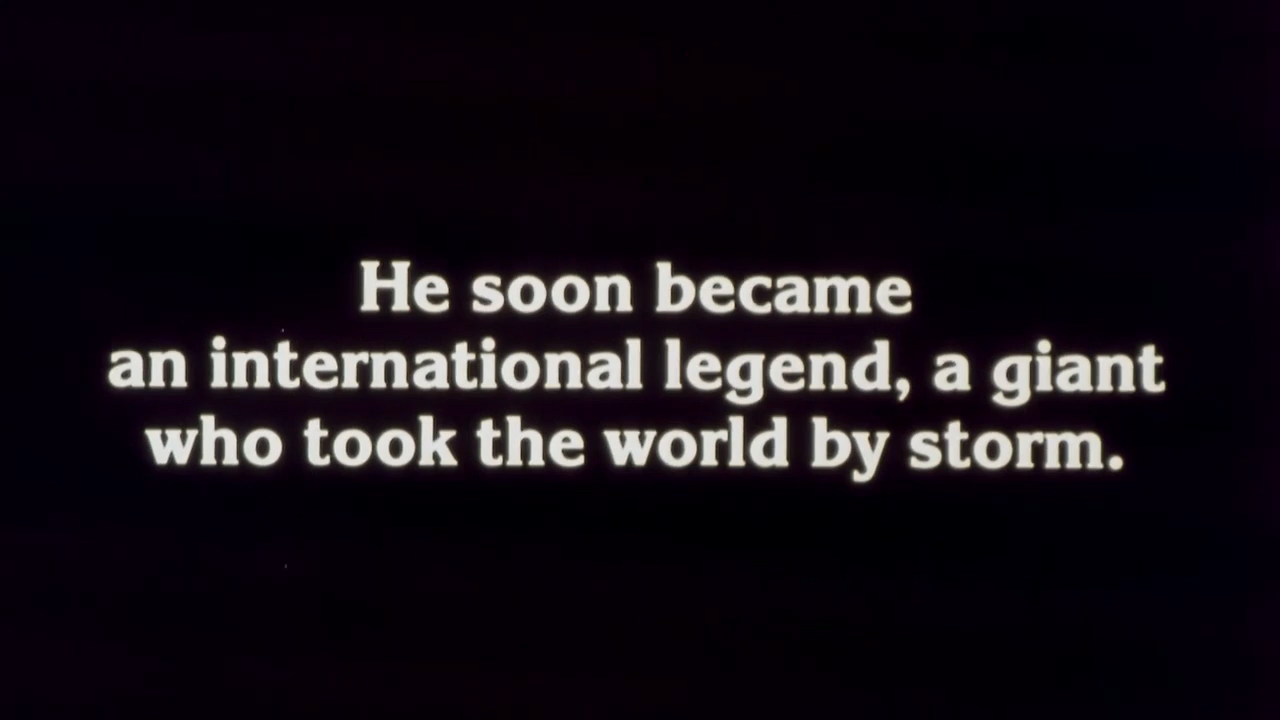 He soon became
an international legend, a giant
who took the world by storm.